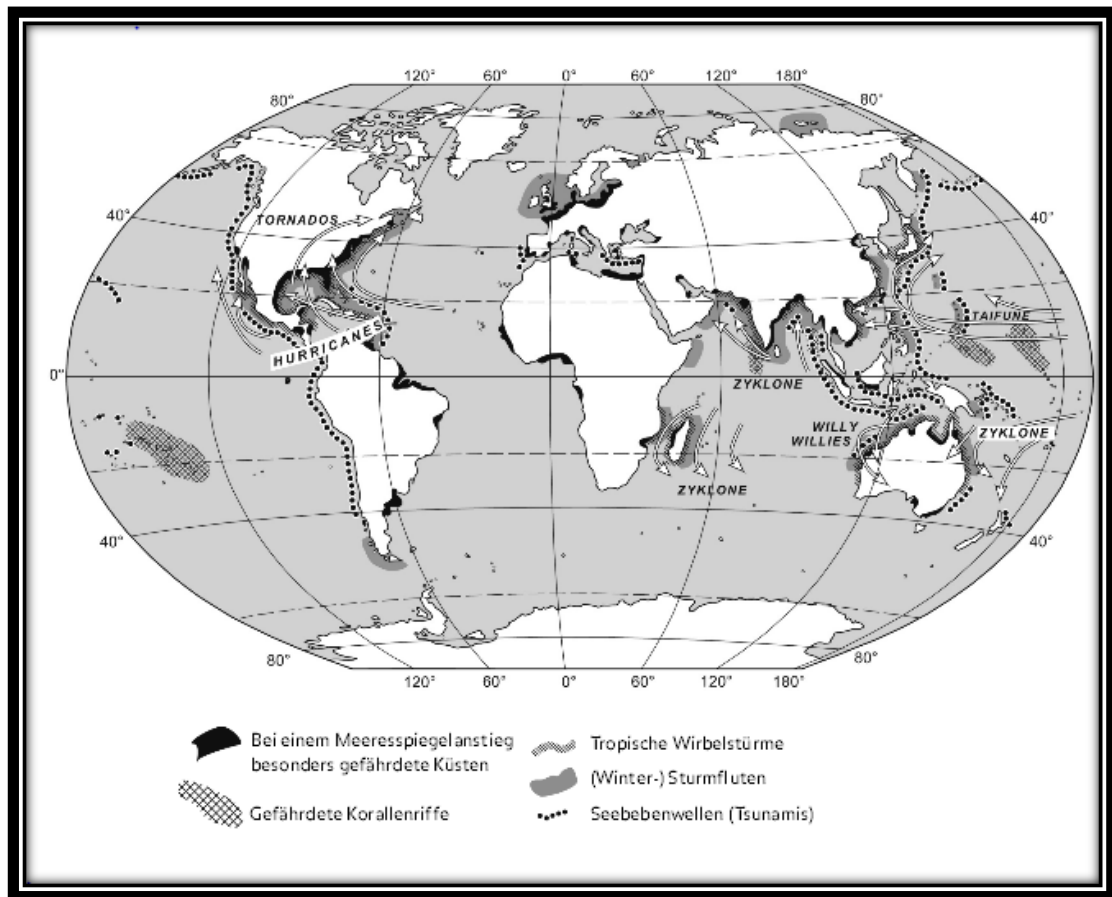 120° 60° 0° 60° 120° 180°
80° 80°
40° TORNADOS 40°
TAIFUNE
HURRICANES
0° 0°
ZYKLONE
WILLY
WILLIES
ZYKLONE
ZYKLONE
40° 40°
80° 80°
120° 60° 0° 60° 120° 180°
Bei einem Meeresspiegelanstieg
besonders gefährdete Küsten
Gefährdete Korallenriffe
Tropische Wirbelstürme
(Winter-) Sturmfluten
Seebebenwellen (Tsunamis)